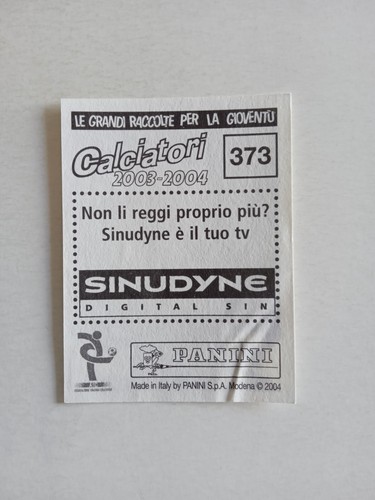 LE GRANDI RACCOLTE PER LA GIOVENTÙ
Calciatori
2003-2004
373
Non li reggi proprio più?
Sinudyne è il tuo tv
SINUDYNE
DIGITAL SIN
PANINI
Made in Italy by PANINI S.p.A. Modena © 2004